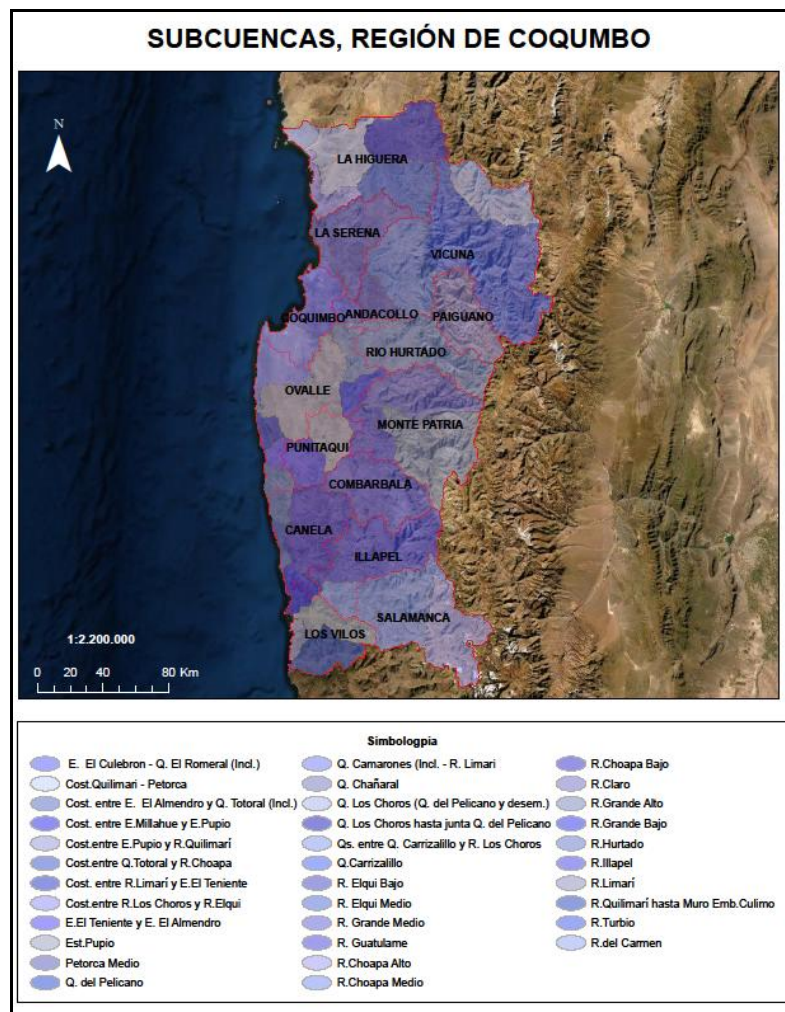 SUBCUENCAS, REGIÓN DE COQUMBO
N
LA HIGUERA
LA SERENA
VICUNA
COQUIMBO
ANDACOLLO
PAIGUANO
RIO HURTADO
OVALLE
MONTE PATRIA
PUNITAQUI
COMBARBALA
CANELA
ILLAPEL
SALAMANCA
LOS VILOS
1:2.200.000
0 20 40 80 Km
Simbologpia
E. El Culebron - Q. El Romeral (Incl.)
Cost.Quilimari - Petorca
Cost. entre E. El Almendro y Q. Totoral (Incl.)
Cost. entre E.Millahue y E.Pupio
Cost.entre E.Pupio y R.Quilimarí
Cost.entre Q.Totoral y R.Choapa
Cost. entre R.Limarí y E.El Teniente
Cost.entre R.Los Choros y R.Elqui
E.El Teniente y E. El Almendro
Est.Pupio
Petorca Medio
Q. del Pelicano
Q. Camarones (Incl. - R. Limari
Q. Chañaral
Q. Los Choros (Q. del Pelicano y desem.)
Q. Los Choros hasta junta Q. del Pelicano
Qs. entre Q. Carrizalillo y R. Los Choros
Q.Carrizalillo
R. Elqui Bajo
R. Elqui Medio
R. Grande Medio
R. Guatulame
R.Choapa Alto
R.Choapa Medio
R.Choapa Bajo
R.Claro
R.Grande Alto
R.Grande Bajo
R.Hurtado
R.Illapel
R.Limarí
R.Quilimarí hasta Muro Emb.Culimo
R.Turbio
R.del Carmen